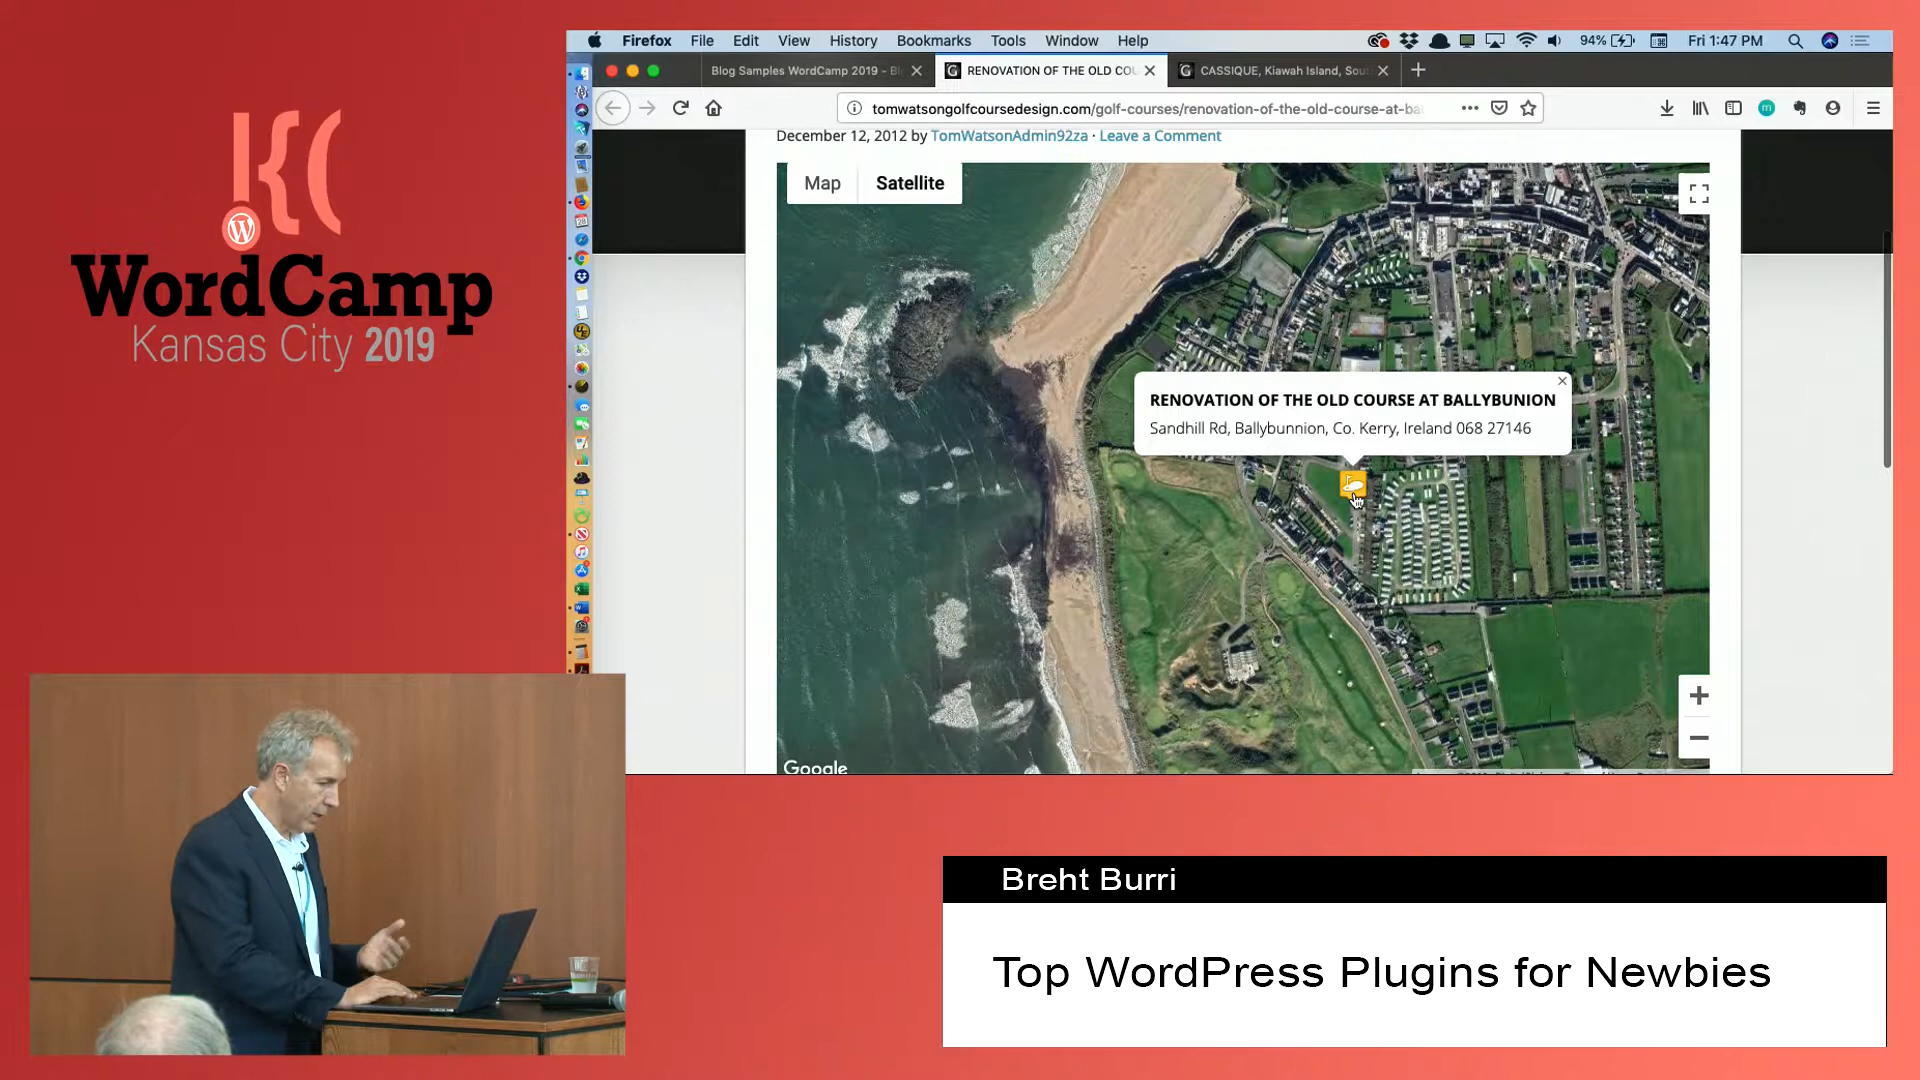 WordCamp
Kansas City 2019
Firefox File Edit View History Bookmarks Tools Window Help 94% Fri 1:47 PM
Blog Samples WordCamp 2019 - RENOVATION OF THE OLD CO CASSIQUE, Kiawah Island, Sou
tomwatsongolfcoursedesign.com/golf-courses/renovation-of-the-old-course-at-ba
December 12, 2012 by TomWatsonAdmin92za · Leave a Comment
Map Satellite
RENOVATION OF THE OLD COURSE AT BALLYBUNION
Sandhill Rd, Ballybunnion, Co. Kerry, Ireland 068 27146
Google
Breht Burri
Top WordPress Plugins for Newbies